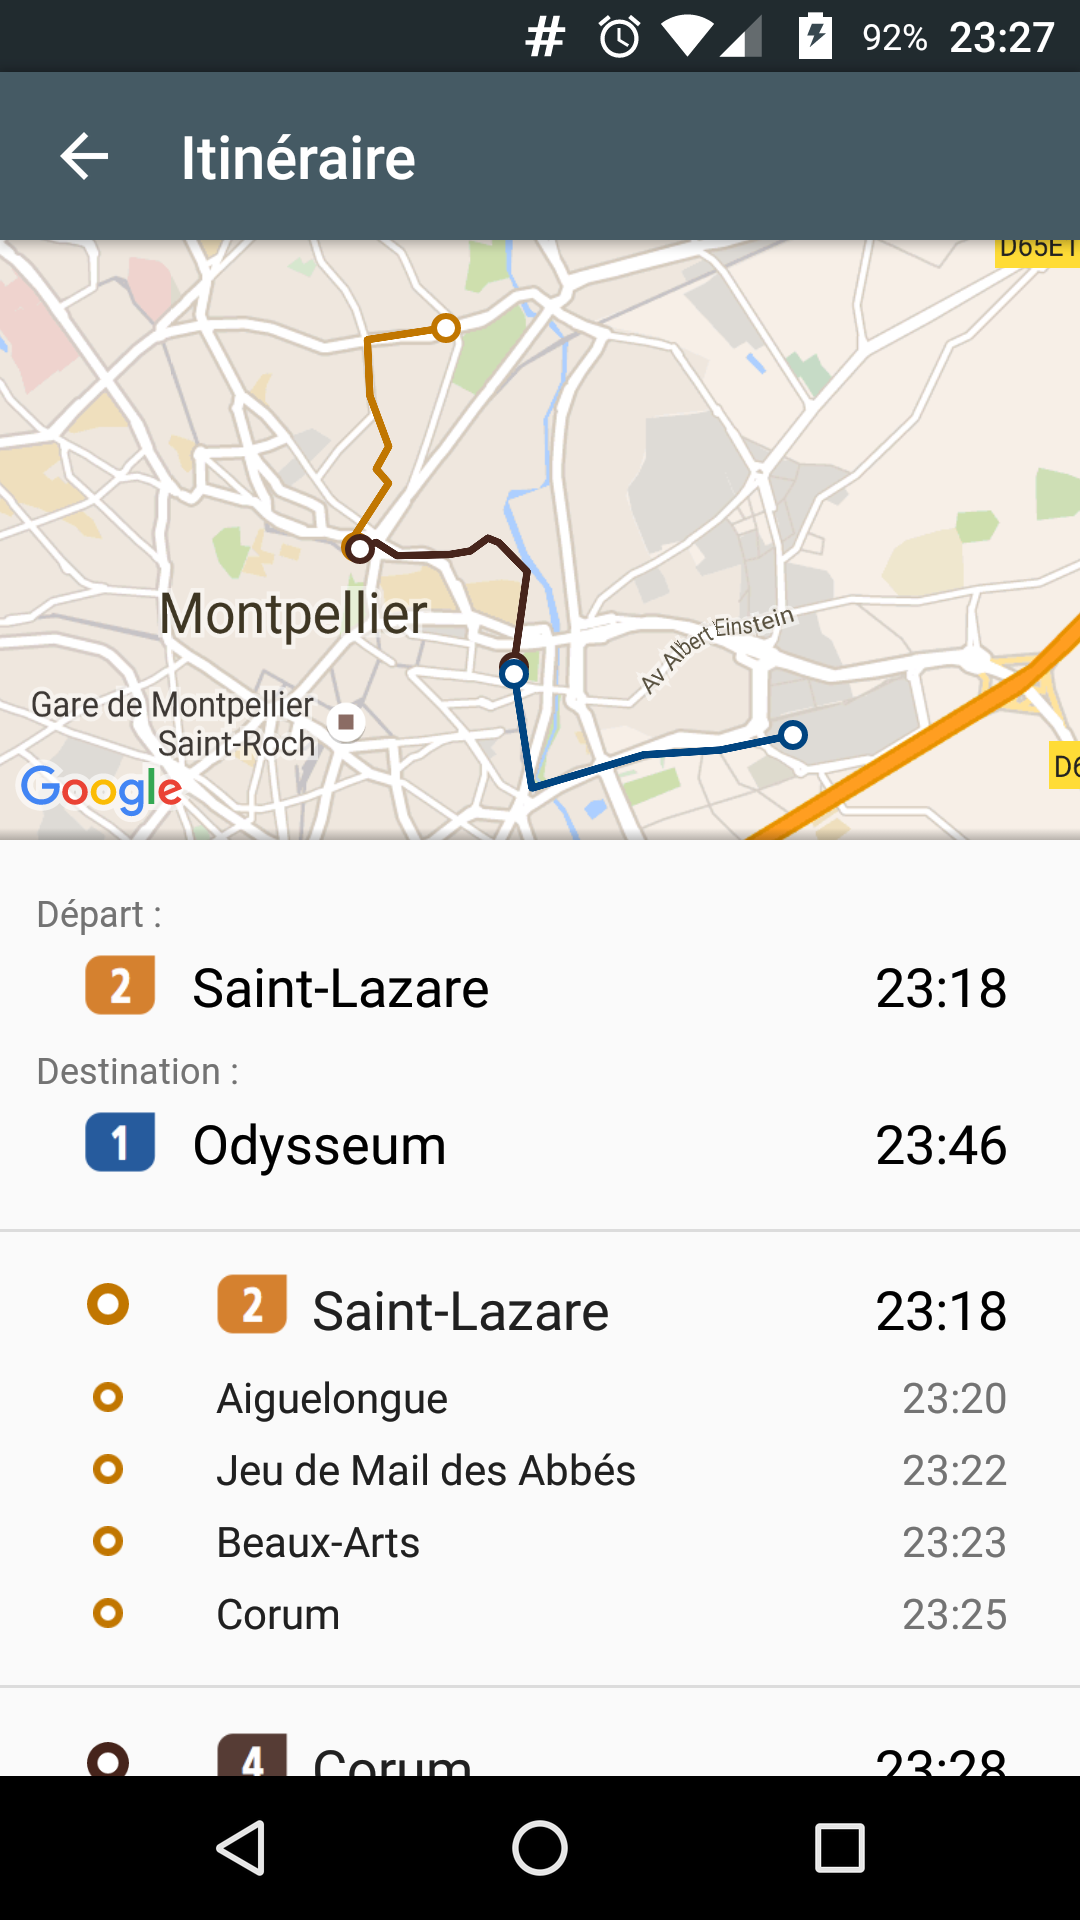 # 92% 23:27
Itinéraire
D65E1
Montpellier
Av Albert Einstein
Gare de Montpellier
Saint-Roch
Google
D6
Départ :
2 Saint-Lazare 23:18
Destination :
1 Odysseum 23:46
2 Saint-Lazare 23:18
Aiguelongue 23:20
Jeu de Mail des Abbés 23:22
Beaux-Arts 23:23
Corum 23:25
4 Corum 23:28